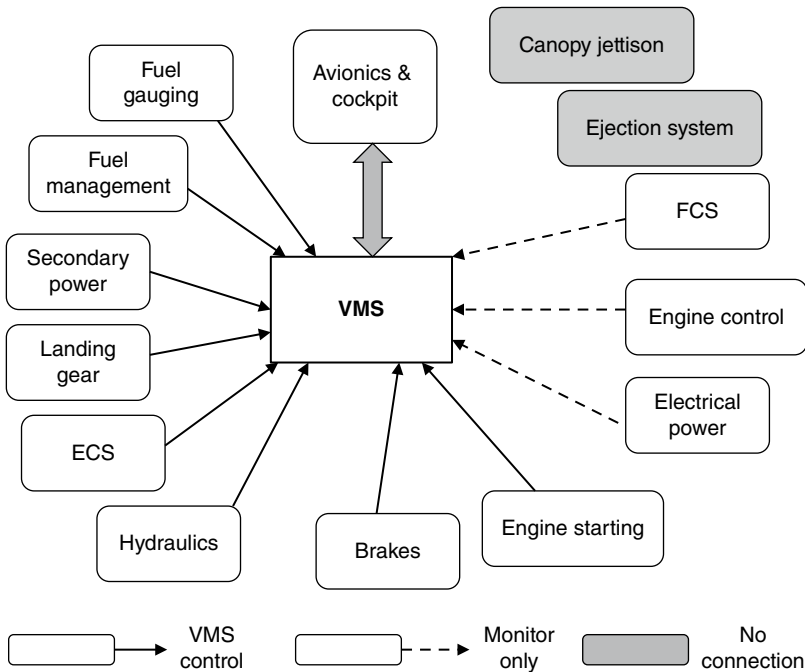 Canopy jettison
Fuel
gauging
Avionics &
cockpit
Ejection system
Fuel
management
FCS
Secondary
power
VMS
Engine control
Landing
gear
Electrical
power
ECS
Hydraulics
Brakes
Engine starting
VMS
control
Monitor
only
No
connection